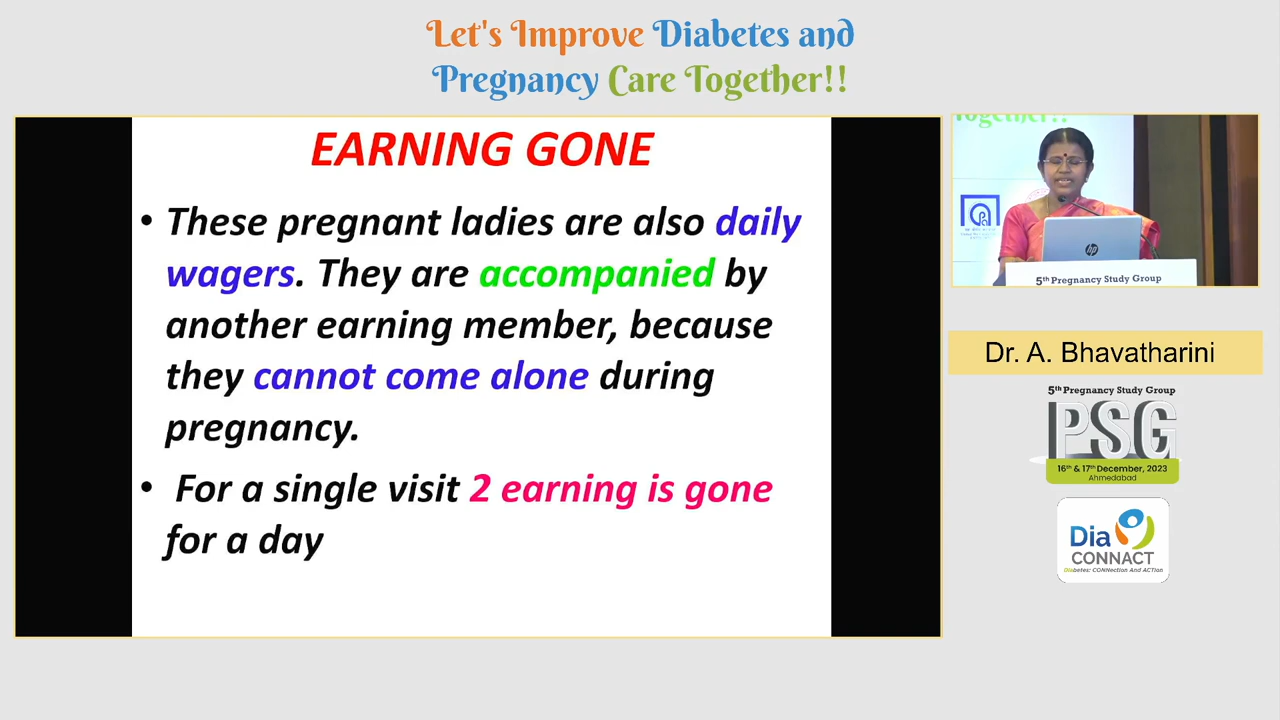 Let's Improve Diabetes and
Pregnancy Care Together!!
EARNING GONE
• These pregnant ladies are also daily
wagers. They are accompanied by
another earning member, because
they cannot come alone during
pregnancy.
• For a single visit 2 earning is gone
for a day
Together!!
hp
5th Pregnancy Study Group
Dr. A. Bhavatharini
5th Pregnancy Study Group
PSG
16th & 17th December, 2023
Ahmedabad
Dia
CONNACT
Diabetes: CONNection And ACTion